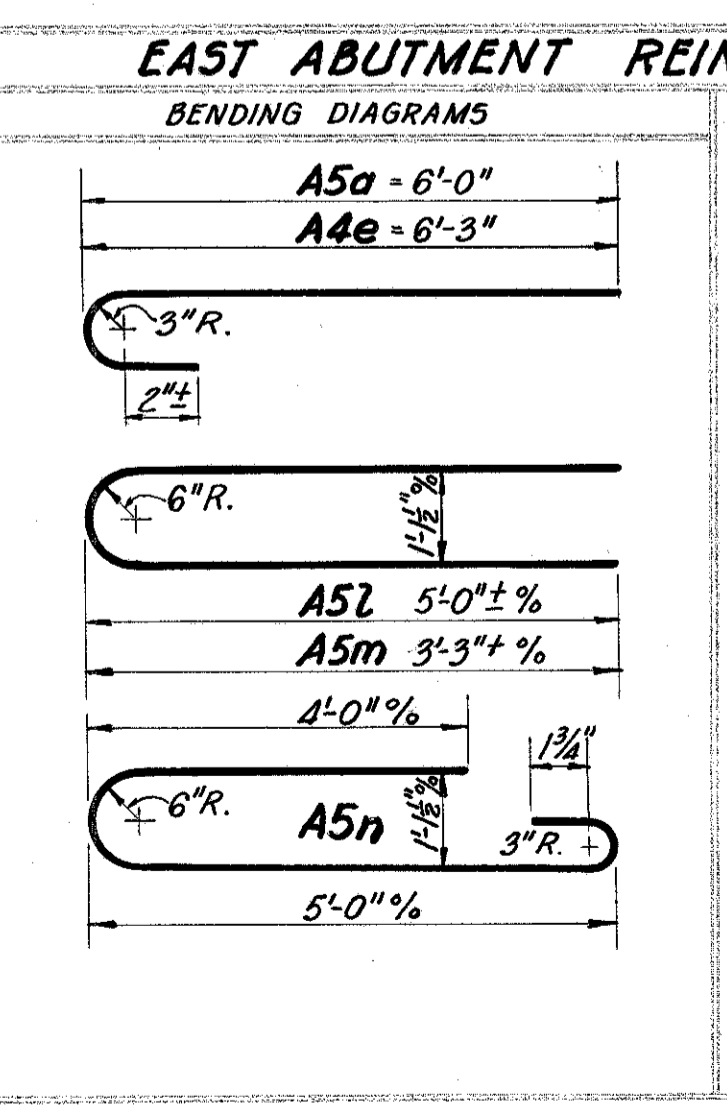 EAST ABUTMENT REIN
BENDING DIAGRAMS
A5a = 6'-0"
A4e = 6'-3"
3"R.
2"±
6"R.
1'-1½" %
A5l 5'-0"± %
A5m 3'-3"± %
4'-0" %
1¾"
6"R.
A5n
1'-1½" %
3"R.
5'-0" %